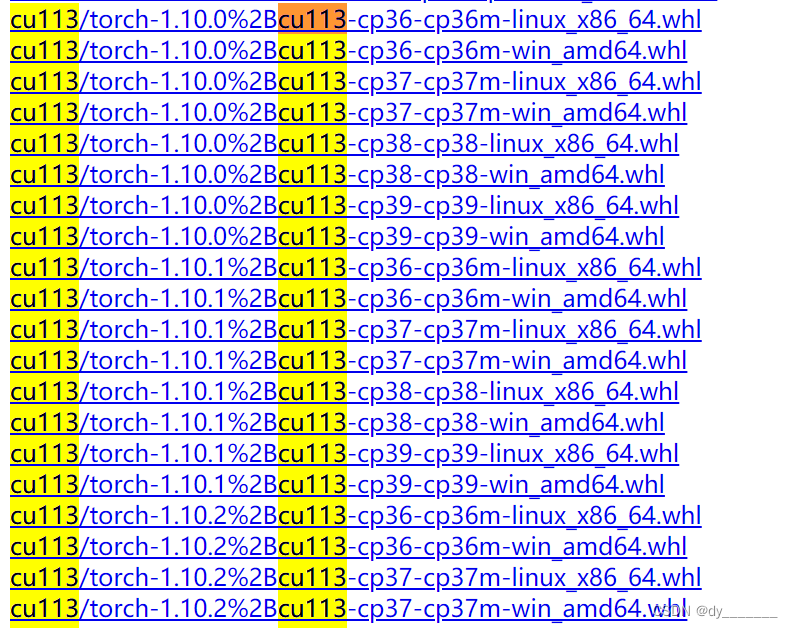 cu113/torch-1.10.0%2Bcu113-cp36-cp36m-linux_x86_64.whl
cu113/torch-1.10.0%2Bcu113-cp36-cp36m-win_amd64.whl
cu113/torch-1.10.0%2Bcu113-cp37-cp37m-linux_x86_64.whl
cu113/torch-1.10.0%2Bcu113-cp37-cp37m-win_amd64.whl
cu113/torch-1.10.0%2Bcu113-cp38-cp38-linux_x86_64.whl
cu113/torch-1.10.0%2Bcu113-cp38-cp38-win_amd64.whl
cu113/torch-1.10.0%2Bcu113-cp39-cp39-linux_x86_64.whl
cu113/torch-1.10.0%2Bcu113-cp39-cp39-win_amd64.whl
cu113/torch-1.10.1%2Bcu113-cp36-cp36m-linux_x86_64.whl
cu113/torch-1.10.1%2Bcu113-cp36-cp36m-win_amd64.whl
cu113/torch-1.10.1%2Bcu113-cp37-cp37m-linux_x86_64.whl
cu113/torch-1.10.1%2Bcu113-cp37-cp37m-win_amd64.whl
cu113/torch-1.10.1%2Bcu113-cp38-cp38-linux_x86_64.whl
cu113/torch-1.10.1%2Bcu113-cp38-cp38-win_amd64.whl
cu113/torch-1.10.1%2Bcu113-cp39-cp39-linux_x86_64.whl
cu113/torch-1.10.1%2Bcu113-cp39-cp39-win_amd64.whl
cu113/torch-1.10.2%2Bcu113-cp36-cp36m-linux_x86_64.whl
cu113/torch-1.10.2%2Bcu113-cp36-cp36m-win_amd64.whl
cu113/torch-1.10.2%2Bcu113-cp37-cp37m-linux_x86_64.whl
cu113/torch-1.10.2%2Bcu113-cp37-cp37m-win_amd64.whl
CSDN @dy_______